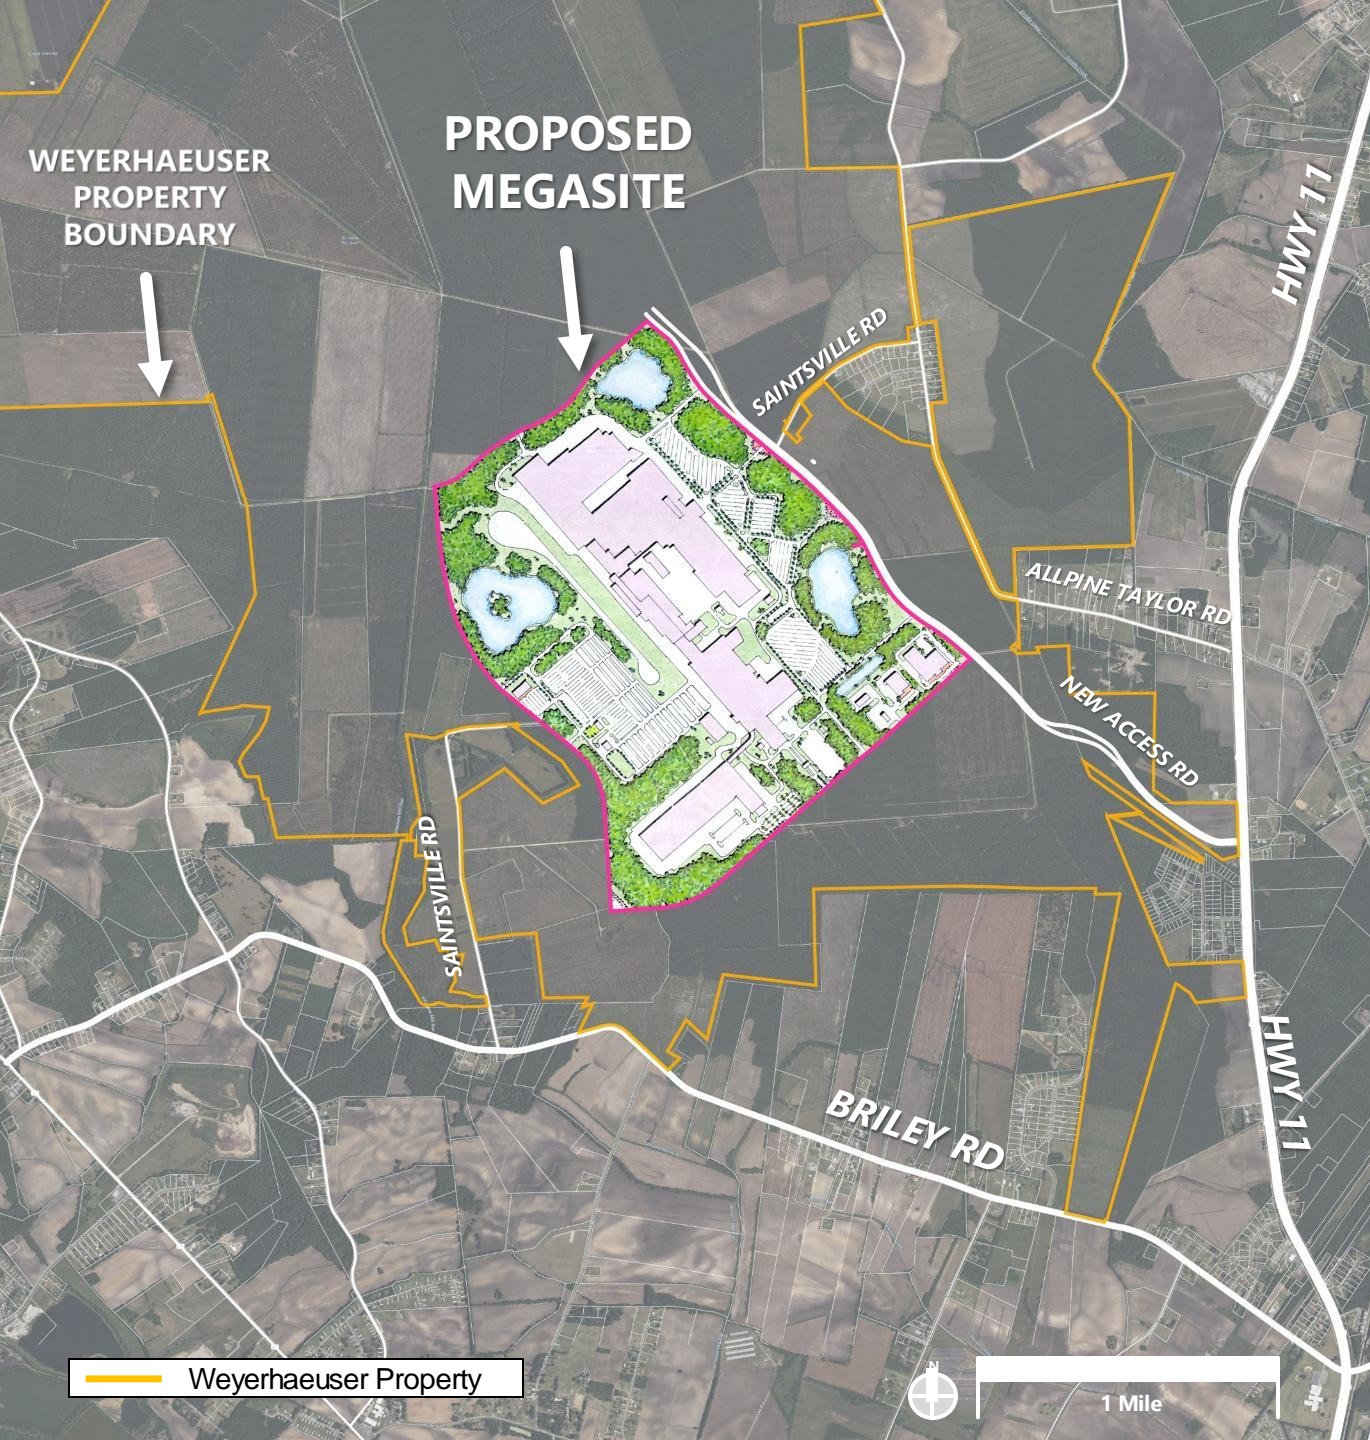 HWY 11
PROPOSED
MEGASITE
WEYERHAEUSER
PROPERTY
BOUNDARY
SAINTSVILLE RD
ALLPINE TAYLOR RD
NEW ACCESS RD
SAINTSVILLE RD
HWY 11
BRILEY RD
Weyerhaeuser Property
N
1 Mile